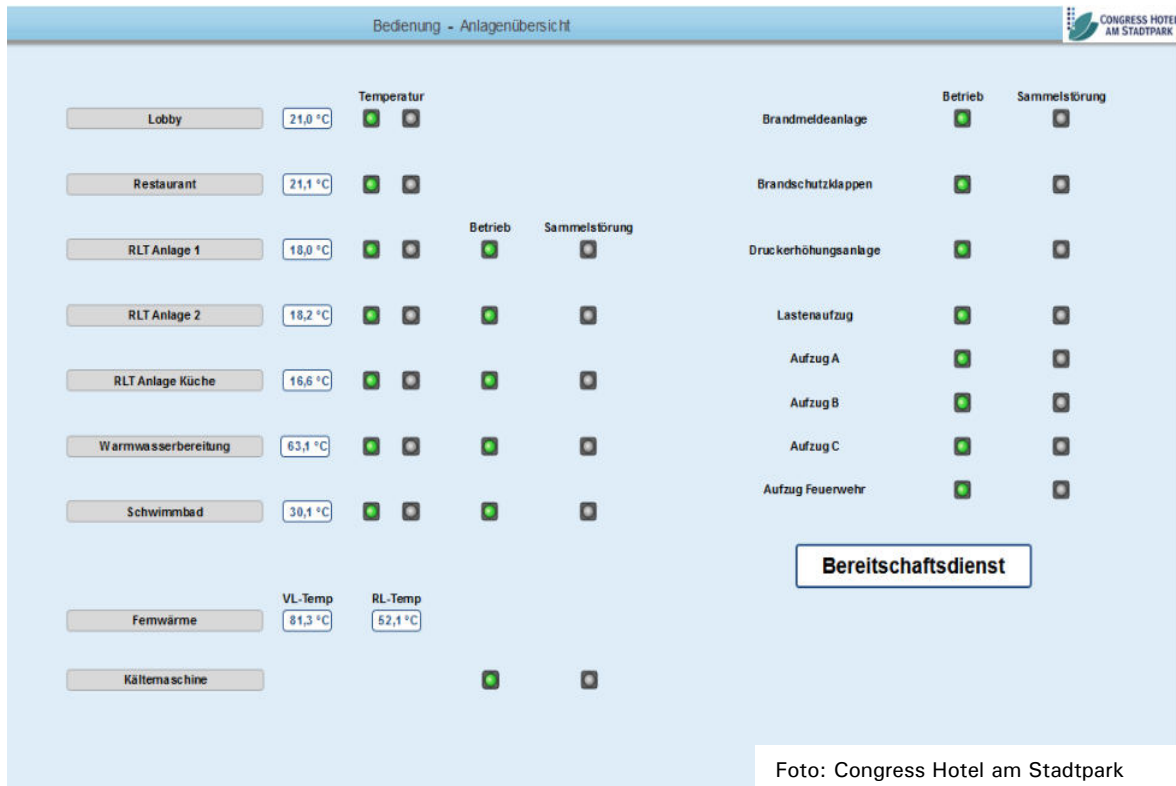 Bedienung - Anlagenübersicht
CONGRESS HOTEL
AM STADTPARK
Temperatur
Lobby 21,0 °C
Restaurant 21,1 °C
Betrieb Sammelstörung
RLT Anlage 1 18,0 °C
RLT Anlage 2 18,2 °C
RLT Anlage Küche 16,6 °C
Warmwasserbereitung 63,1 °C
Schwimmbad 30,1 °C
VL-Temp RL-Temp
Fernwärme 81,3 °C 52,1 °C
Kältemaschine
Betrieb Sammelstörung
Brandmeldeanlage
Brandschutzklappen
Druckerhöhungsanlage
Lastenaufzug
Aufzug A
Aufzug B
Aufzug C
Aufzug Feuerwehr
Bereitschaftsdienst
Foto: Congress Hotel am Stadtpark